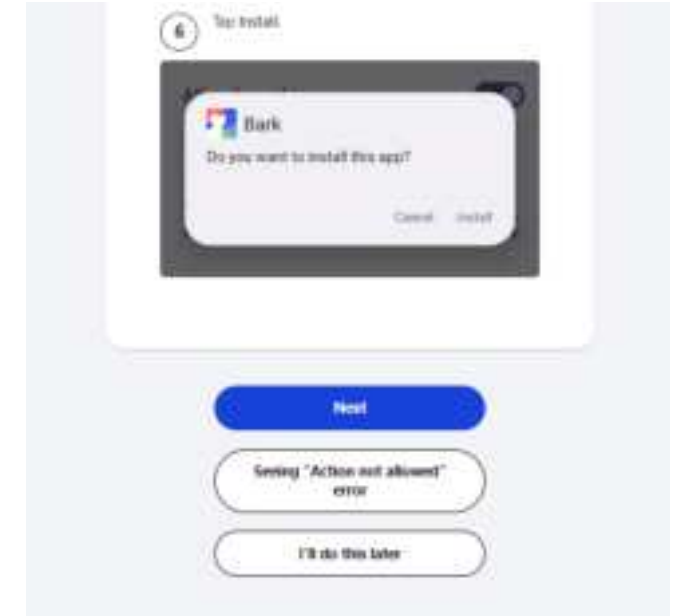 6
Tap Install.
Bark
Do you want to install this app?
Cancel Install
Next
Seeing "Action not allowed"
error
I'll do this later